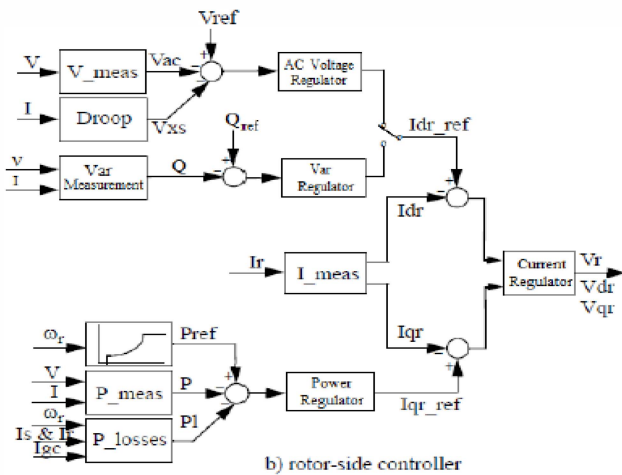 Vref
V
V_meas
Vac
+
−
−
AC Voltage
Regulator
I
Droop
Vxs
Qref
Idr_ref
v
I
Var
Measurement
Q
+
−
Var
Regulator
+
−
Idr
Ir
I_meas
Current
Regulator
Vr
Vdr
Vqr
Iqr
−
+
ωr
Pref
V
I
P_meas
P
+
−
−
Power
Regulator
Iqr_ref
ωr
Is & Ir
Igc
P_losses
Pl
b) rotor-side controller